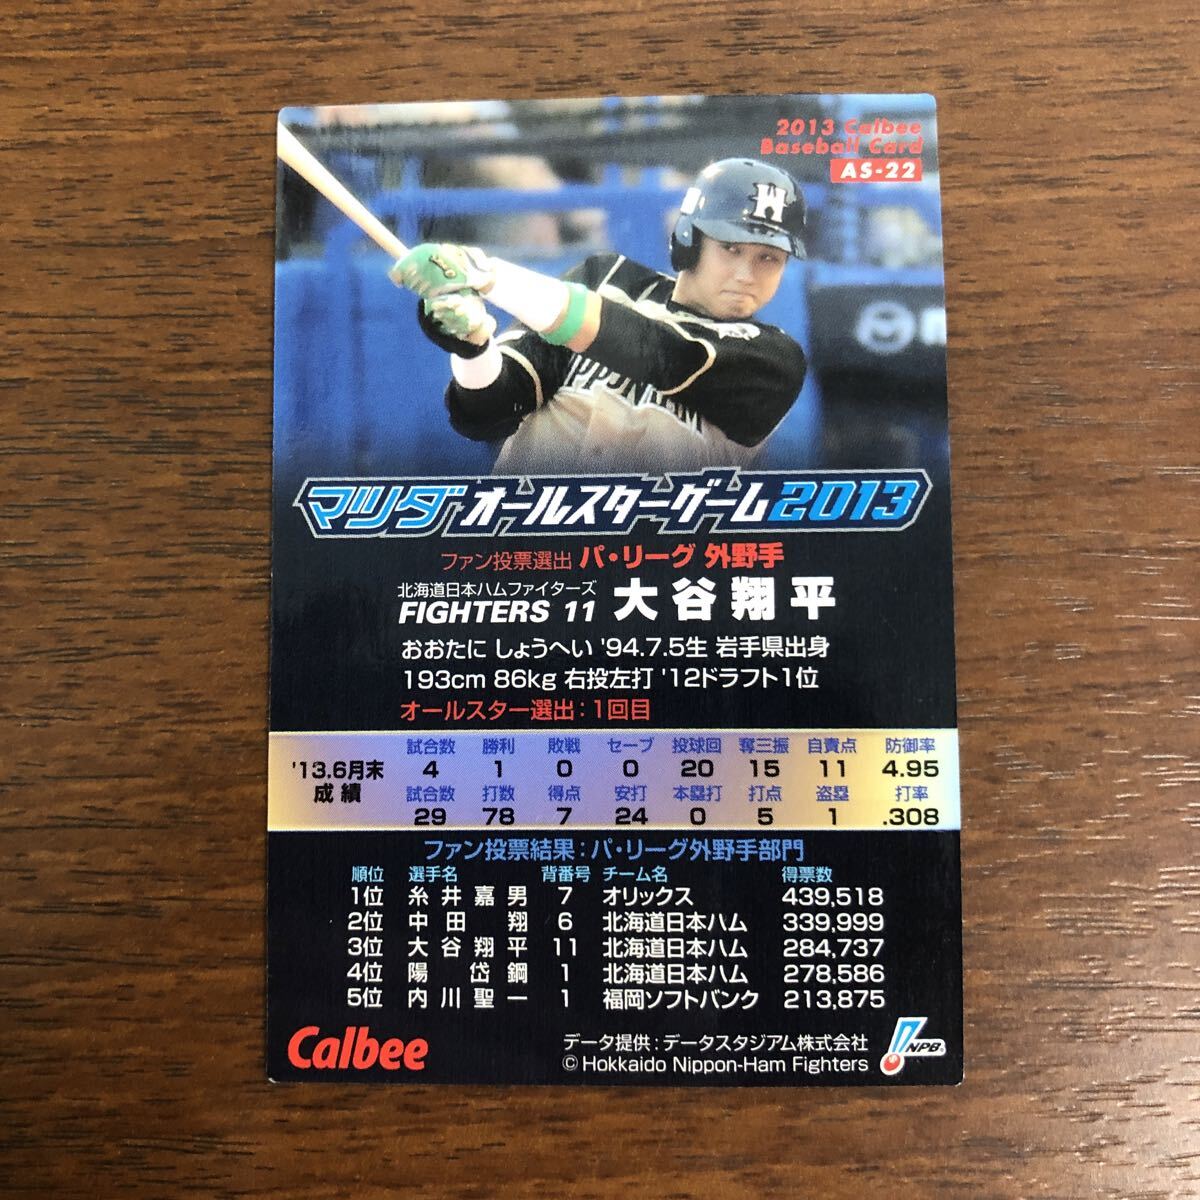 2013 Calbee
Baseball Card
AS-22
マツダオールスターゲーム2013
ファン投票選出 パ・リーグ 外野手
北海道日本ハムファイターズ
FIGHTERS 11 大谷翔平
おおたに しょうへい '94.7.5生 岩手県出身
193cm 86kg 右投左打 '12ドラフト1位
オールスター選出:1回目
'13.6月末成績
試合数 勝利 敗戦 セーブ 投球回 奪三振 自責点 防御率
4 1 0 0 20 15 11 4.95
試合数 打数 得点 安打 本塁打 打点 盗塁 打率
29 78 7 24 0 5 1 .308
ファン投票結果:パ・リーグ外野手部門
順位 選手名 背番号 チーム名 得票数
1位 糸井嘉男 7 オリックス 439,518
2位 中田 翔 6 北海道日本ハム 339,999
3位 大谷翔平 11 北海道日本ハム 284,737
4位 陽 岱鋼 1 北海道日本ハム 278,586
5位 内川聖一 1 福岡ソフトバンク 213,875
Calbee
データ提供:データスタジアム株式会社
© Hokkaido Nippon-Ham Fighters
NPB